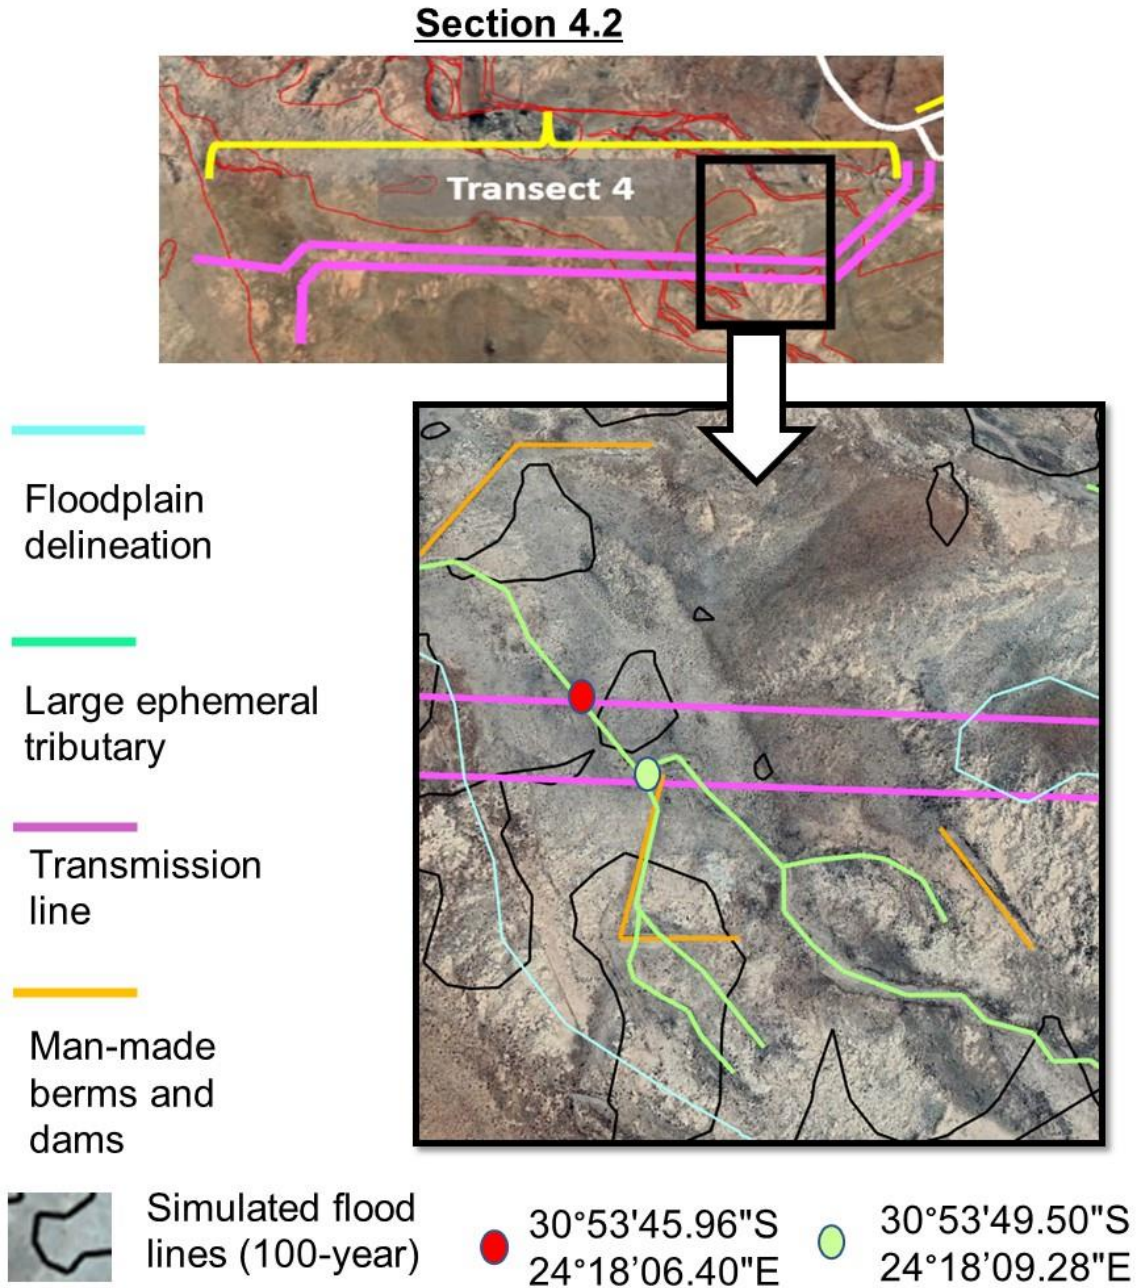 Section 4.2
Transect 4
Floodplain
delineation
Large ephemeral
tributary
Transmission
line
Man-made
berms and
dams
Simulated flood
lines (100-year)
30°53'45.96"S
24°18’06.40"E
30°53'49.50"S
24°18’09.28"E